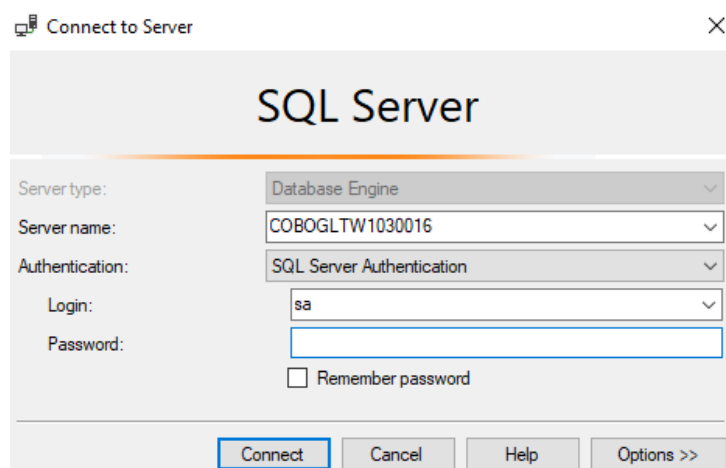 Connect to Server
SQL Server
Server type: Database Engine
Server name: COBOGLTW1030016
Authentication: SQL Server Authentication
Login: sa
Password:
Remember password
Connect Cancel Help Options >>